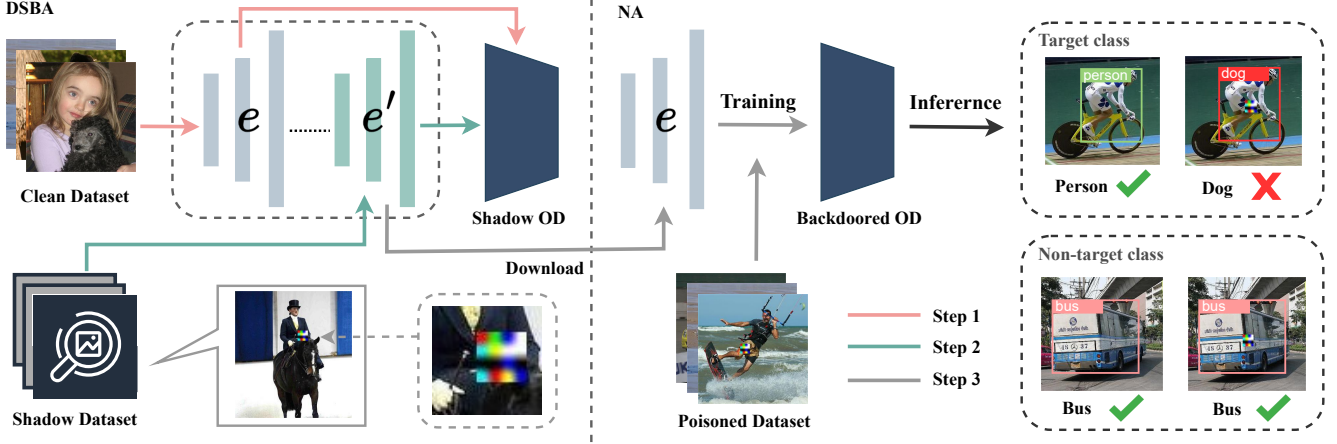 DSBA
NA
e
e′
e
Training
Inferernce
Clean Dataset
Shadow OD
Backdoored OD
Download
Shadow Dataset
Poisoned Dataset
Step 1
Step 2
Step 3
Target class
person
dog
Person
Dog
Non-target class
bus
bus
Bus
Bus